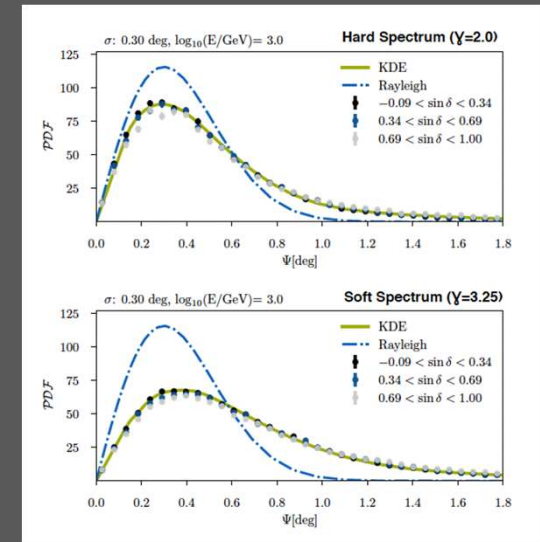 σ: 0.30 deg, log₁₀(E/GeV)= 3.0
Hard Spectrum (Ɣ=2.0)
KDE
Rayleigh
−0.09 < sin δ < 0.34
0.34 < sin δ < 0.69
0.69 < sin δ < 1.00
125
100
75
50
25
PDF
0.0 0.2 0.4 0.6 0.8 1.0 1.2 1.4 1.6 1.8
Ψ[deg]
σ: 0.30 deg, log₁₀(E/GeV)= 3.0
Soft Spectrum (Ɣ=3.25)
KDE
Rayleigh
−0.09 < sin δ < 0.34
0.34 < sin δ < 0.69
0.69 < sin δ < 1.00
125
100
75
50
25
PDF
0.0 0.2 0.4 0.6 0.8 1.0 1.2 1.4 1.6 1.8
Ψ[deg]